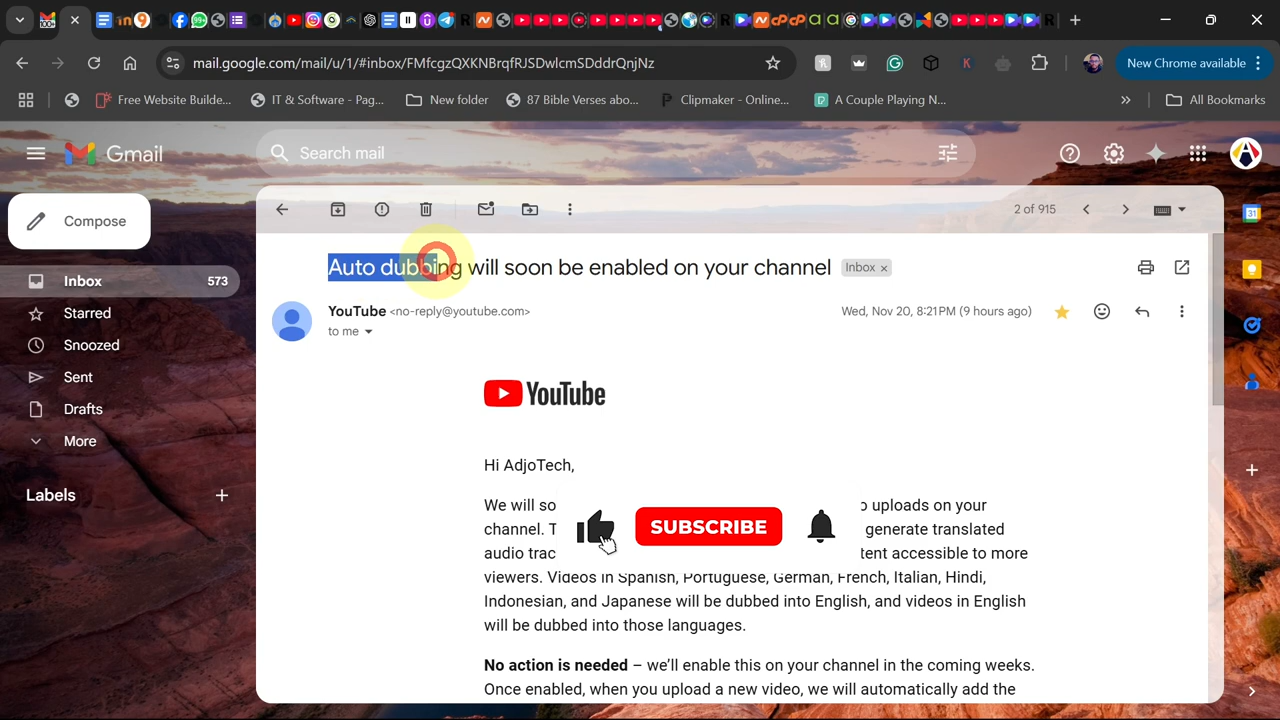 mail.google.com/mail/u/1/#inbox/FMfcgzQXKNBrqfRJSDwlcmSDddrQnjNz
New Chrome available
Free Website Builde...
IT & Software - Pag...
New folder
87 Bible Verses abo...
Clipmaker - Online...
A Couple Playing N...
All Bookmarks
Gmail
Search mail
Compose
2 of 915
Inbox 573
Starred
Snoozed
Sent
Drafts
More
Labels
Auto dubbing will soon be enabled on your channel Inbox
YouTube <no-reply@youtube.com> Wed, Nov 20, 8:21 PM (9 hours ago)
to me
YouTube
Hi AdjoTech,
We will so o uploads on your
channel. T generate translated
audio trac tent accessible to more
viewers. Videos in Spanish, Portuguese, German, French, Italian, Hindi,
Indonesian, and Japanese will be dubbed into English, and videos in English
will be dubbed into those languages.
SUBSCRIBE
No action is needed – we'll enable this on your channel in the coming weeks.
Once enabled, when you upload a new video, we will automatically add the